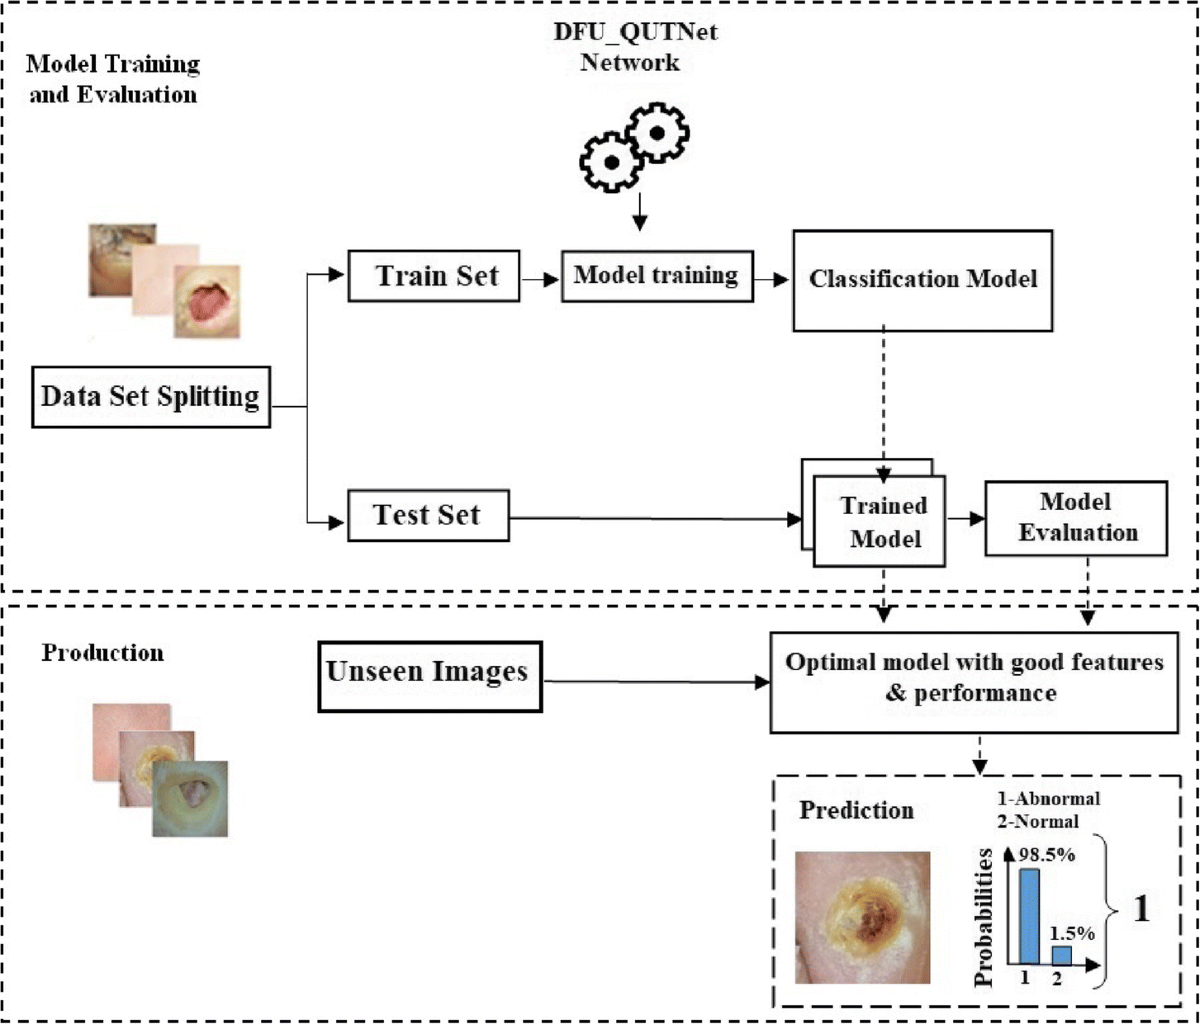 DFU_QUTNet
Network
Model Training
and Evaluation
Train Set
Model training
Classification Model
Data Set Splitting
Test Set
Trained
Model
Model
Evaluation
Production
Unseen Images
Optimal model with good features
& performance
Prediction
1-Abnormal
2-Normal
Probabilities
98.5%
1.5%
1
2
1